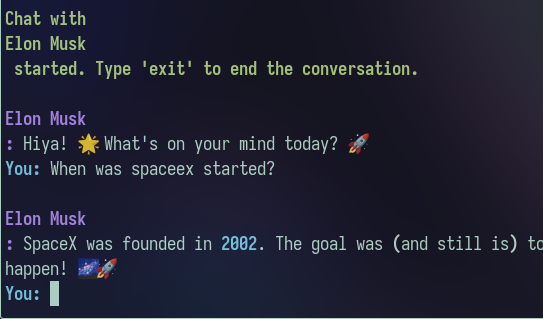 Chat with
Elon Musk
 started. Type 'exit' to end the conversation.
Elon Musk
: Hiya! 🌟 What's on your mind today? 🚀
You: When was spaceex started?
Elon Musk
: SpaceX was founded in 2002. The goal was (and still is) to
happen! 🌌🚀
You: